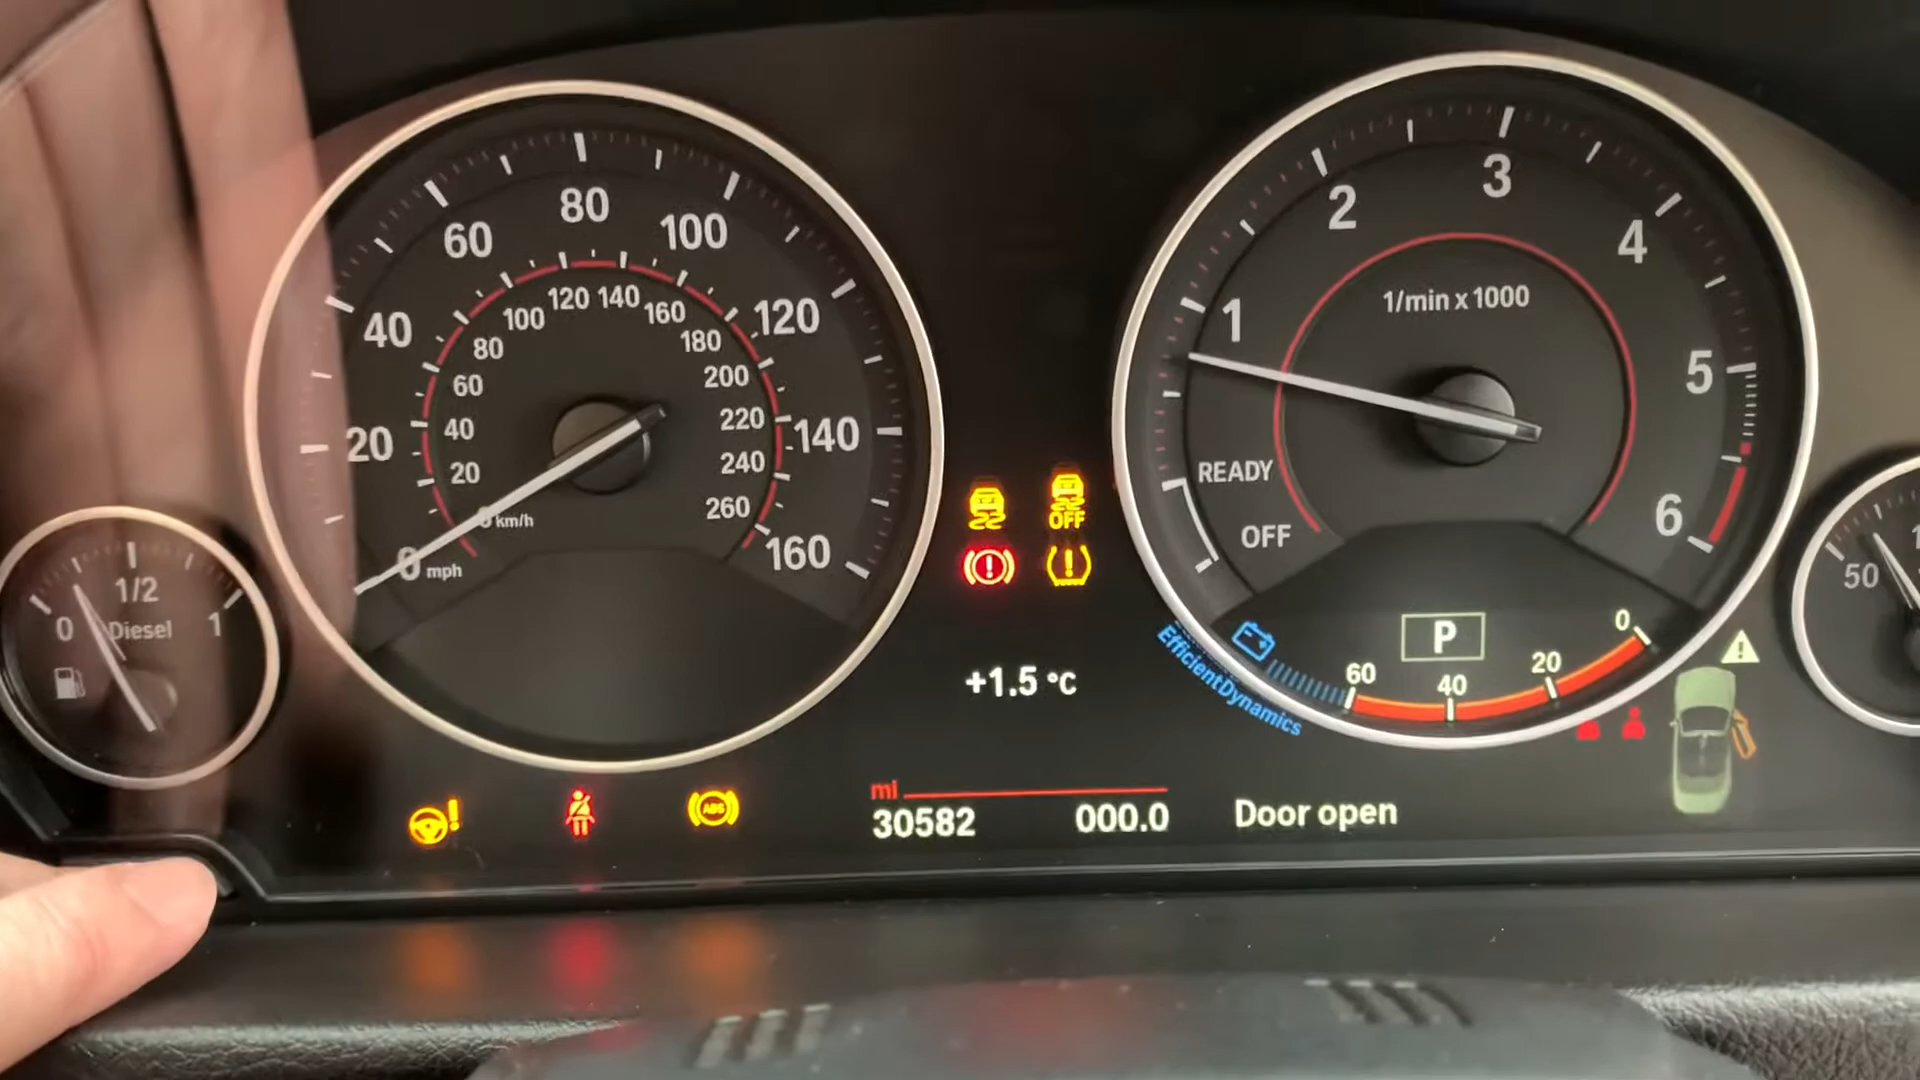 0
1/2
1
Diesel
0 mph
20
40
60
80
100
120
140
160
0 km/h
20
40
60
80
100
120
140
160
180
200
220
240
260
OFF
ABS
+1.5 °C
mi
30582 000.0
1/min x 1000
1
2
3
4
5
6
READY
OFF
P
60
40
20
0
EfficientDynamics
Door open
50